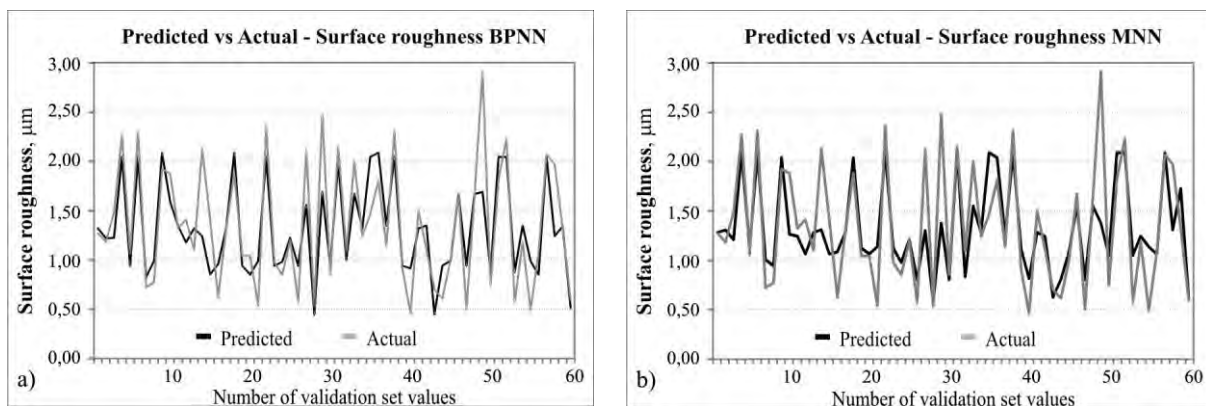 Predicted vs Actual - Surface roughness BPNN
3,00
2,50
2,00
1,50
1,00
0,50
0,00
Surface roughness, μm
Predicted
Actual
10
20
30
40
50
60
a)
Number of validation set values
Predicted vs Actual - Surface roughness MNN
3,00
2,50
2,00
1,50
1,00
0,50
0,00
Surface roughness, μm
Predicted
Actual
10
20
30
40
50
60
b)
Number of validation set values